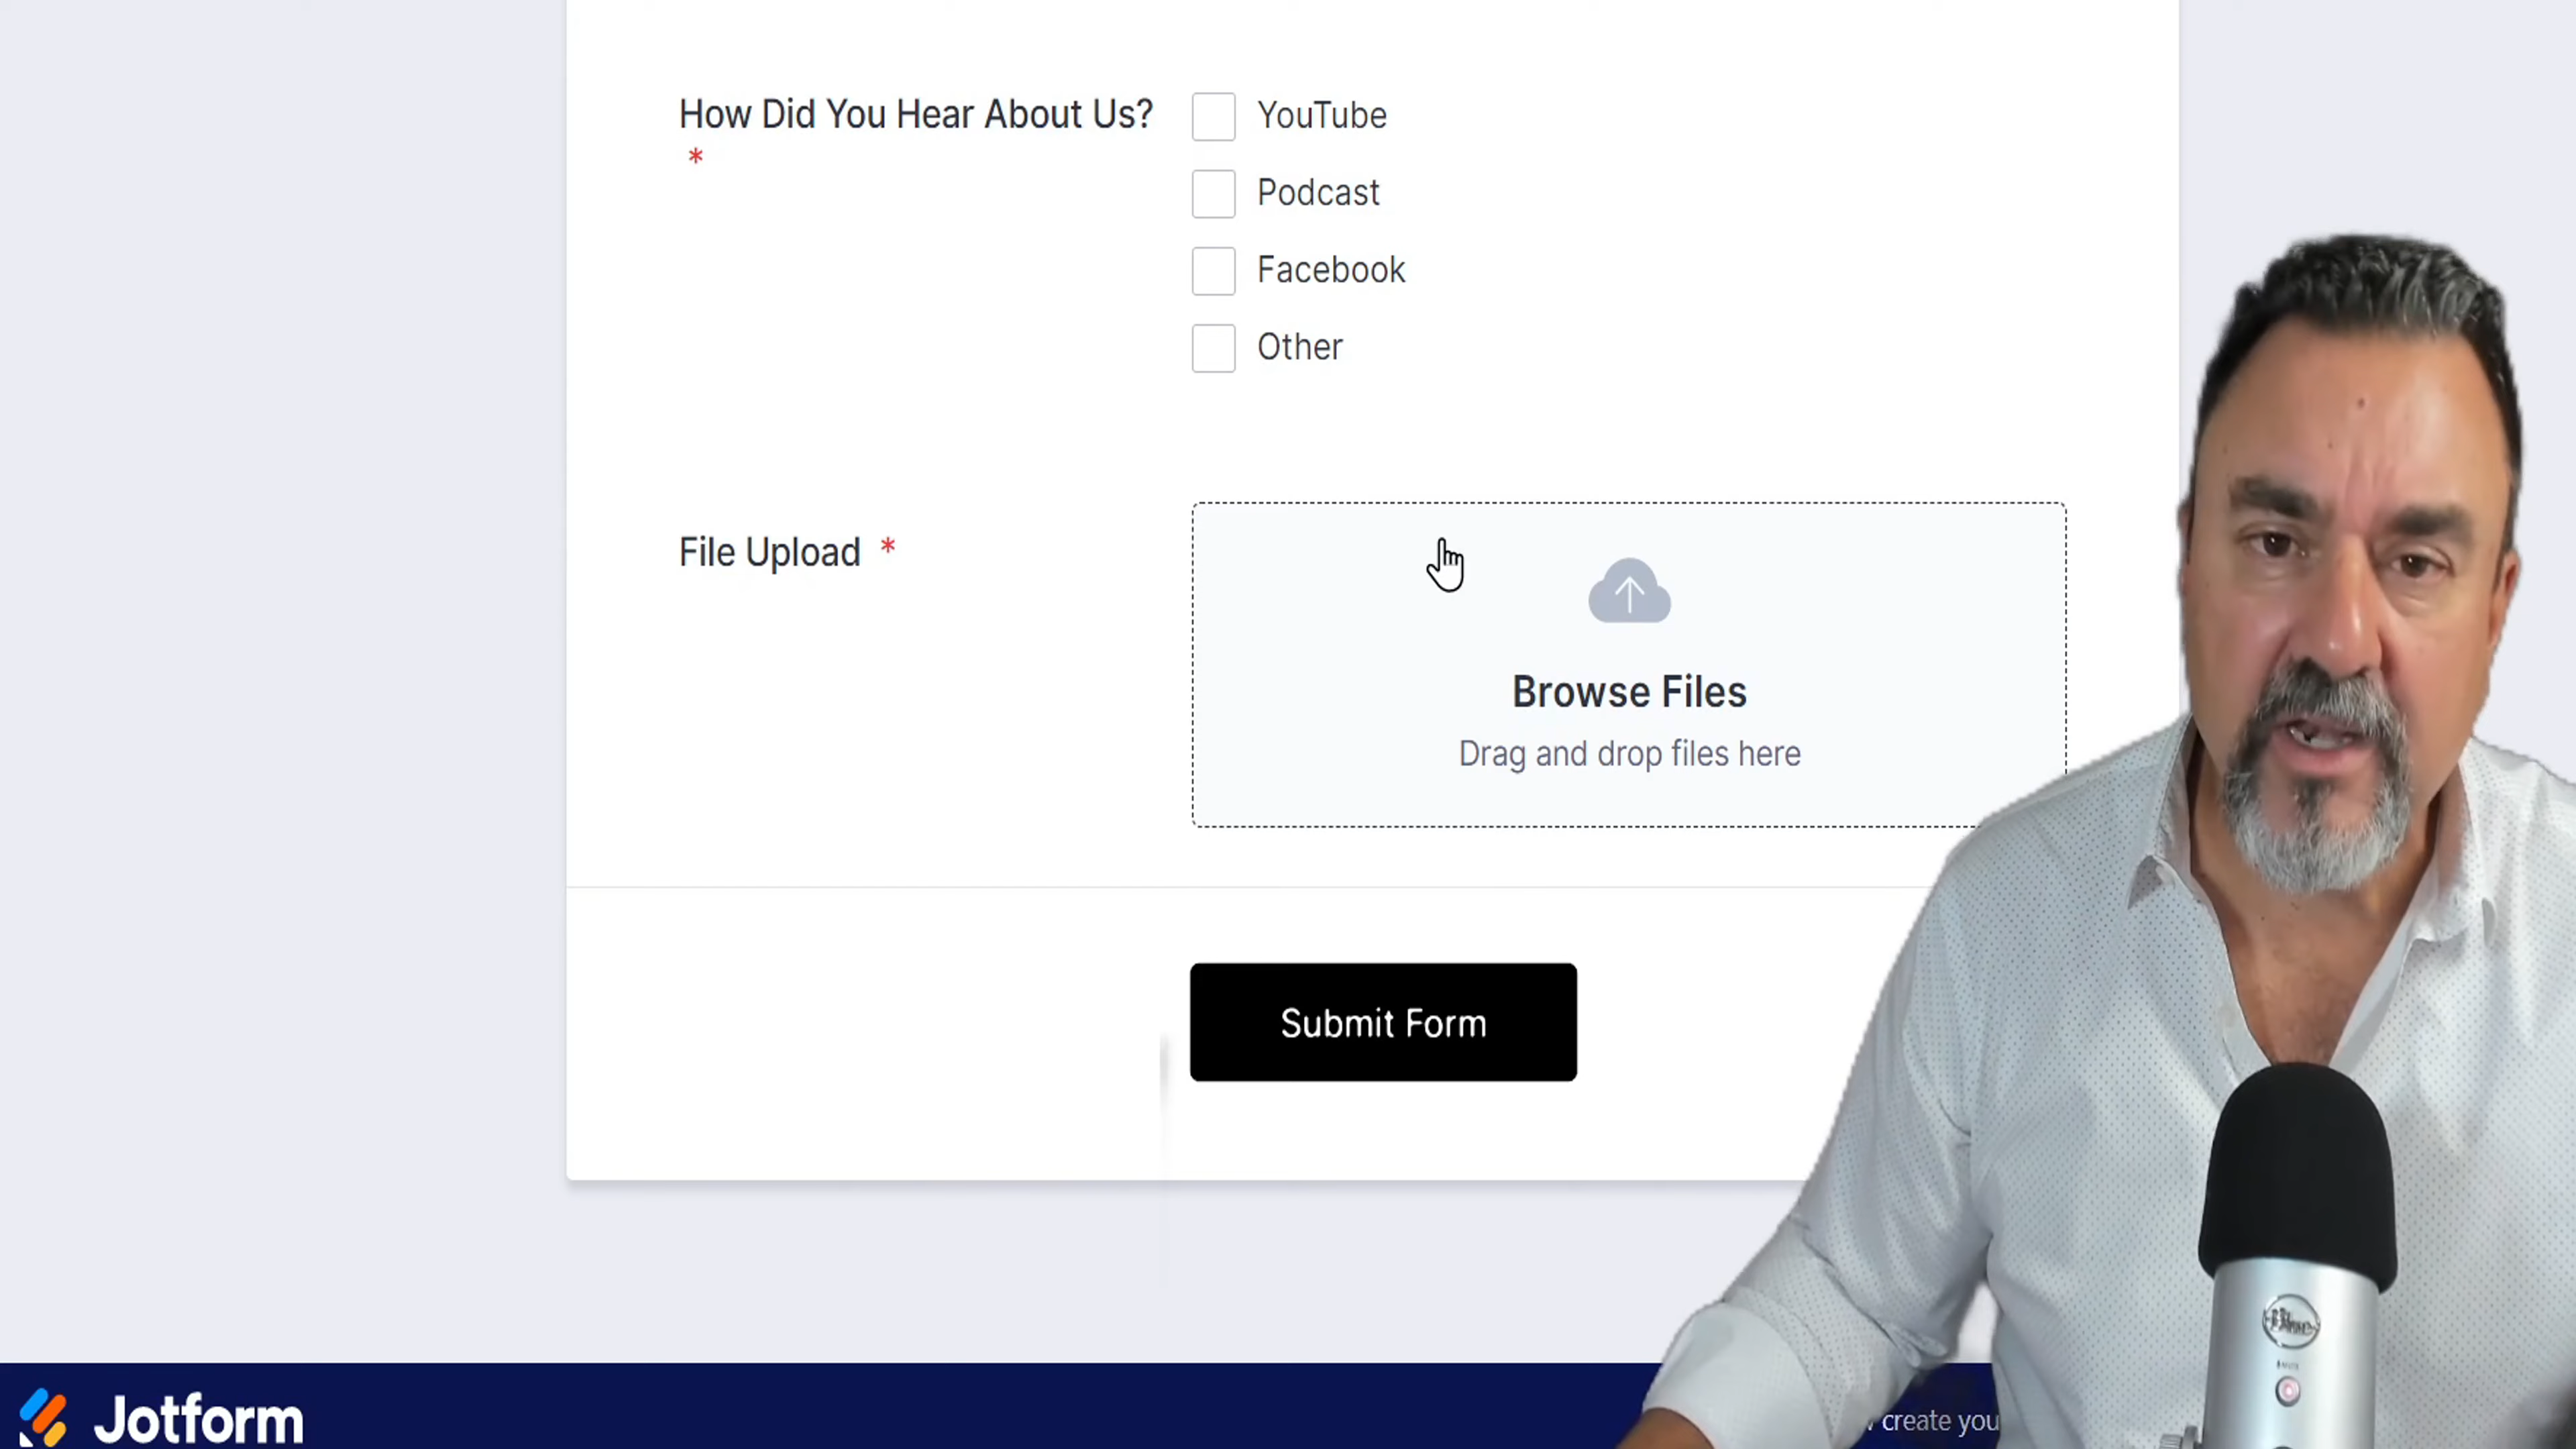 How Did You Hear About Us?
*
YouTube
Podcast
Facebook
Other
File Upload *
Browse Files
Drag and drop files here
Submit Form
Jotform
create you